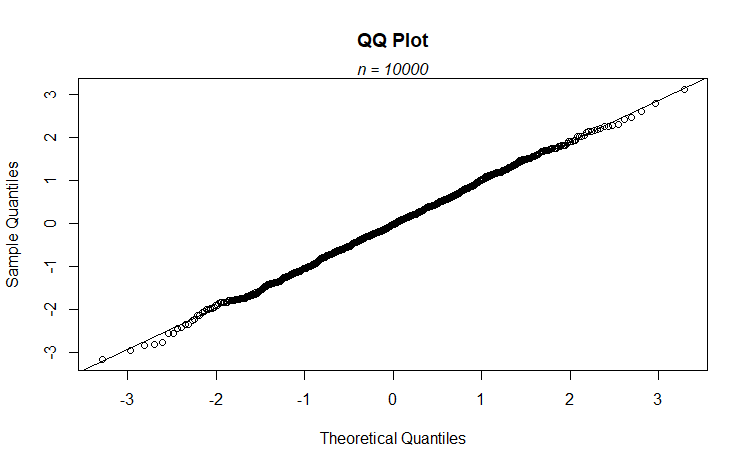 QQ Plot
n = 10000
Sample Quantiles
3
2
1
0
-1
-2
-3
-3 -2 -1 0 1 2 3
Theoretical Quantiles